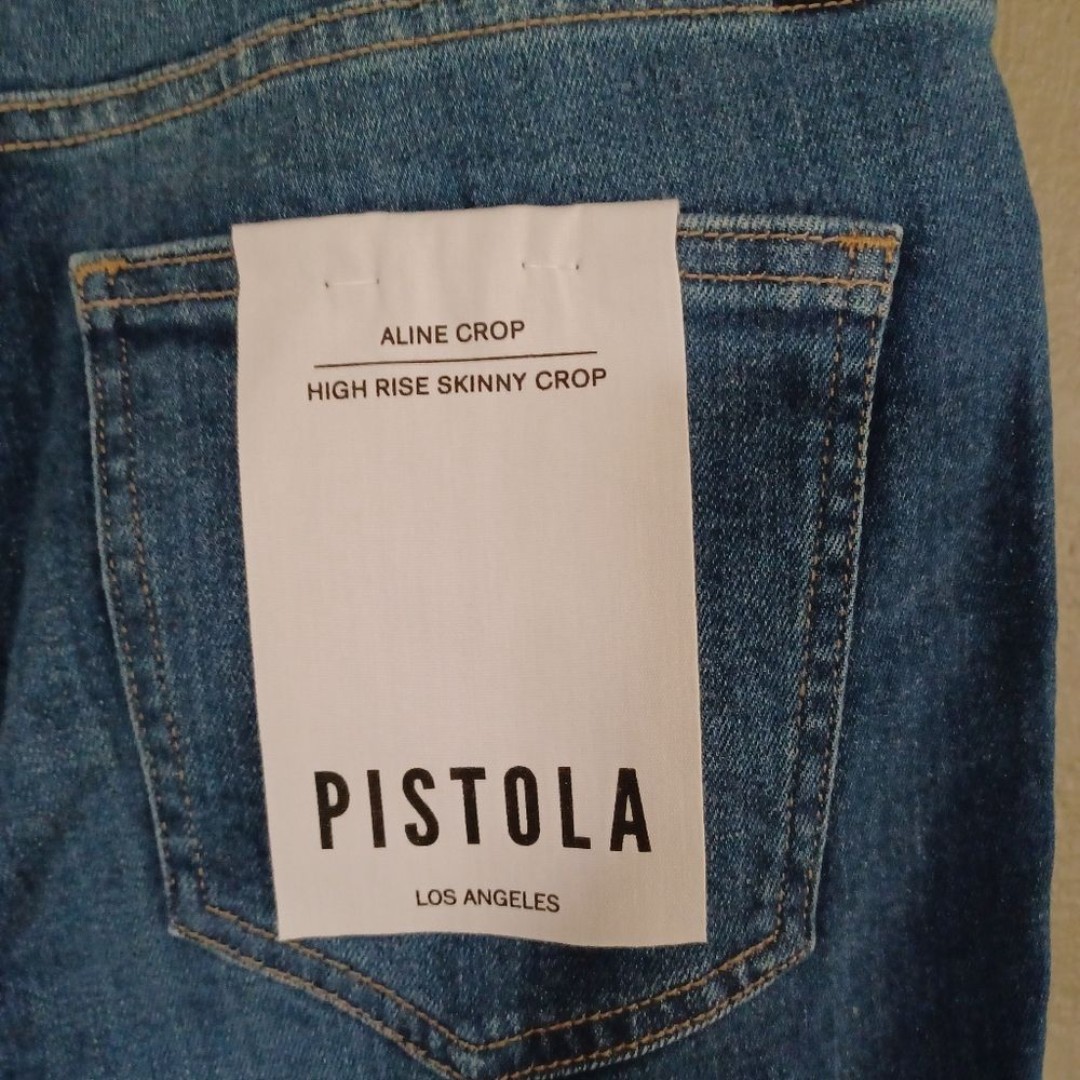 ALINE CROP
HIGH RISE SKINNY CROP
PISTOLA
LOS ANGELES